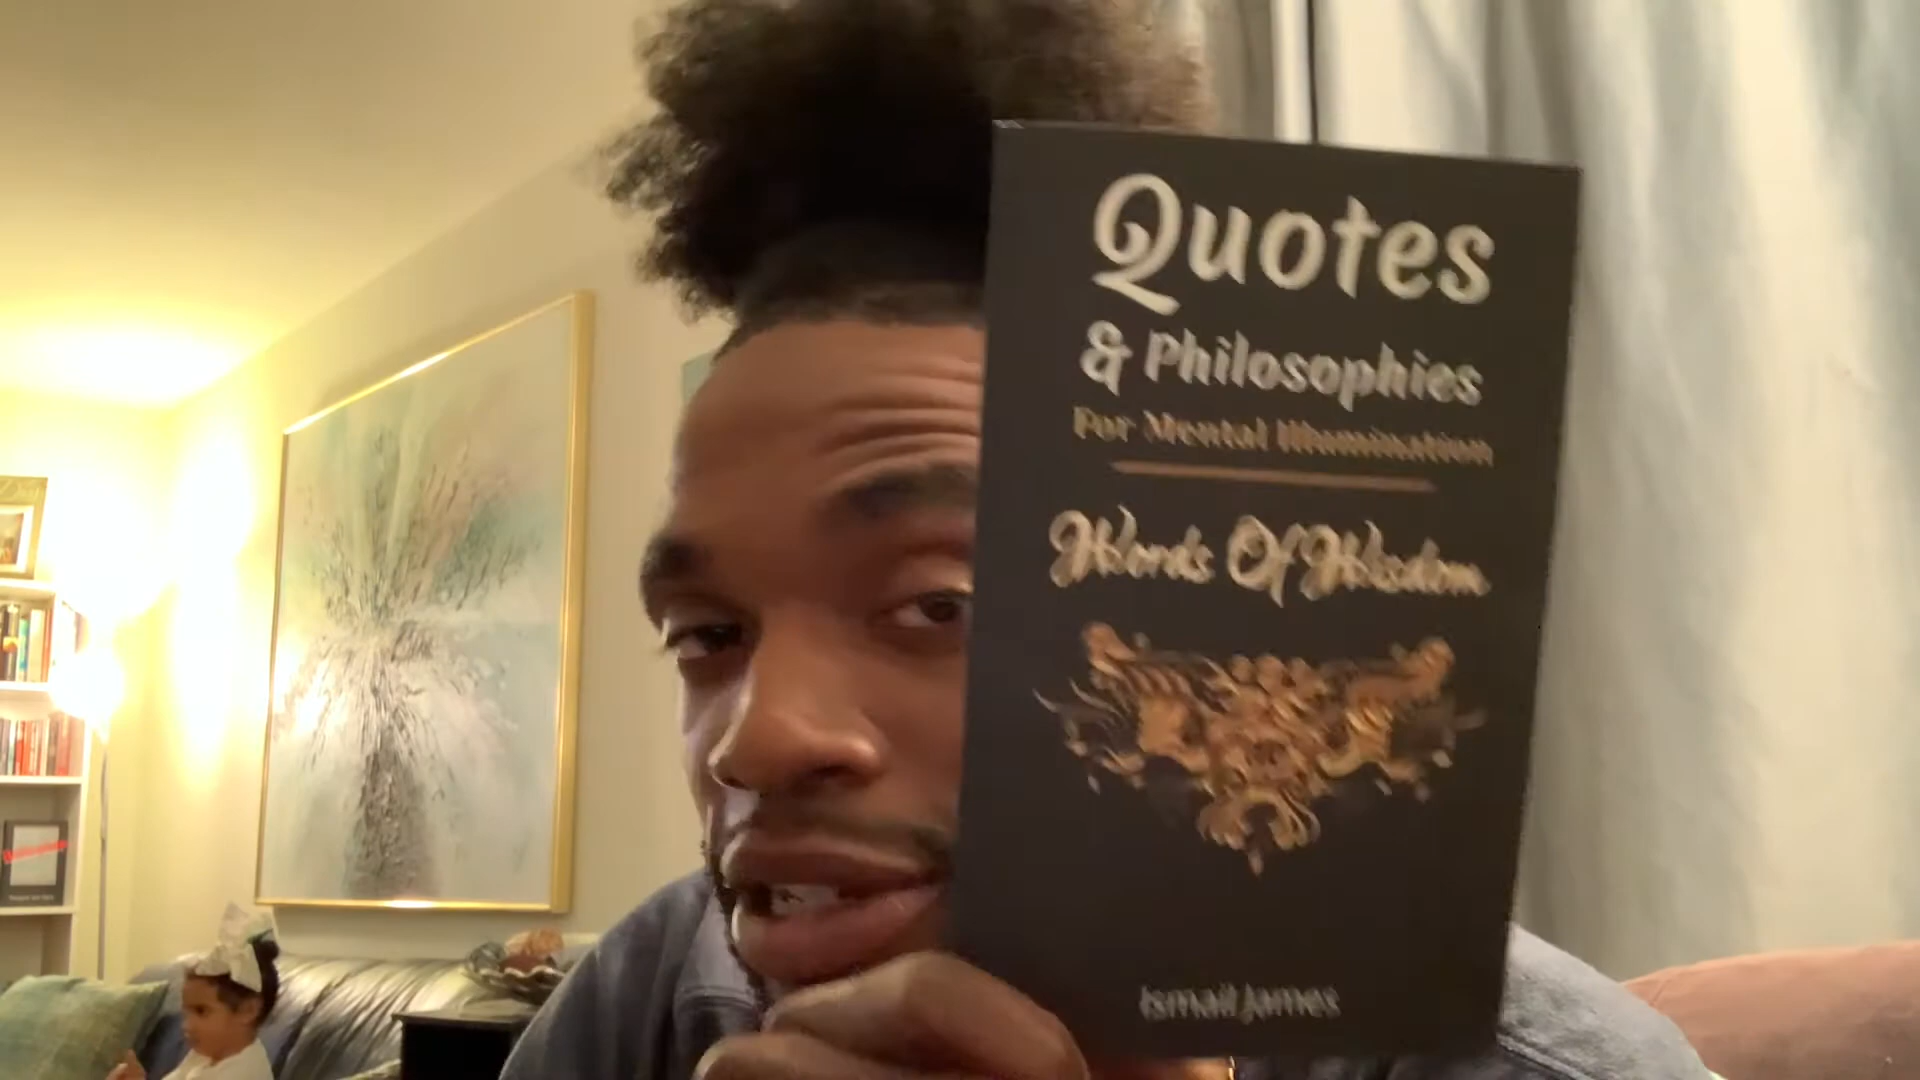 Quotes
& Philosophies
For Mental Illumination
Words Of Wisdom
Ismail James